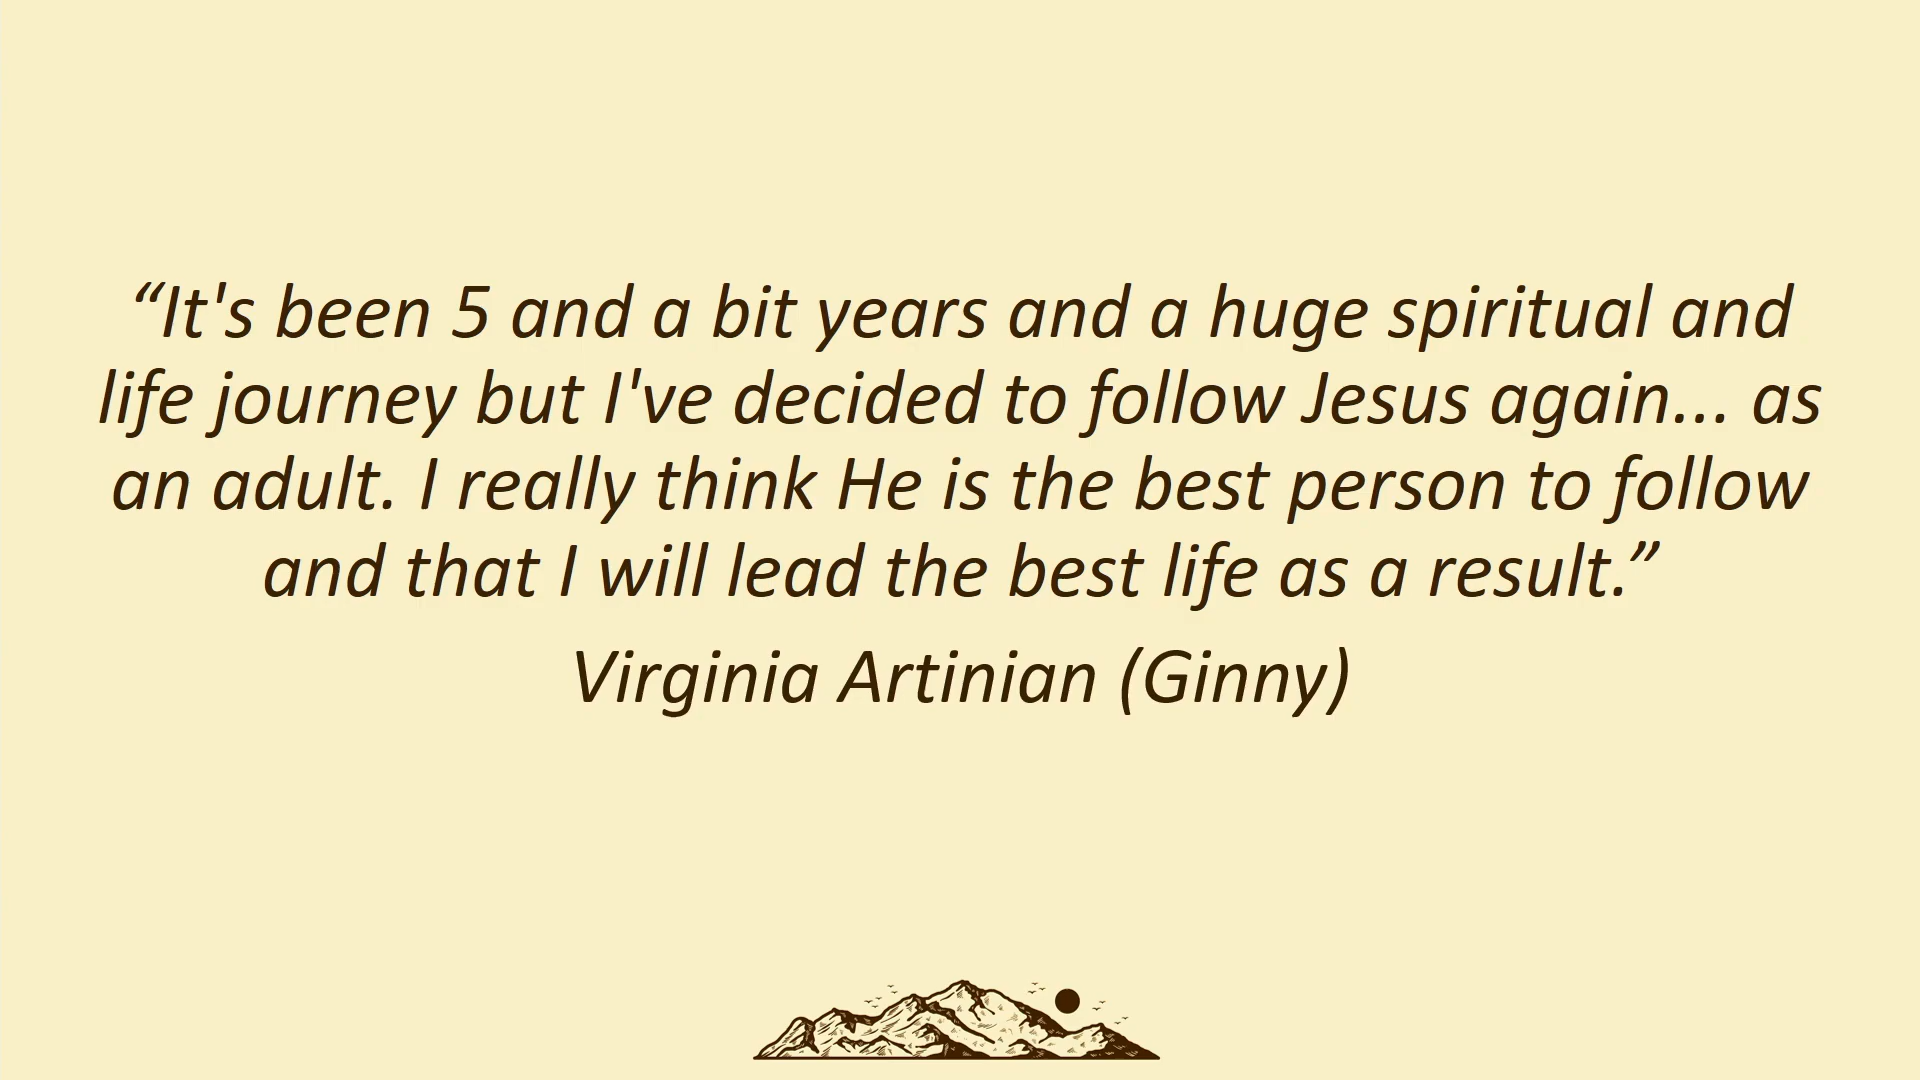 “It's been 5 and a bit years and a huge spiritual and
life journey but I've decided to follow Jesus again... as
an adult. I really think He is the best person to follow
and that I will lead the best life as a result.”
Virginia Artinian (Ginny)